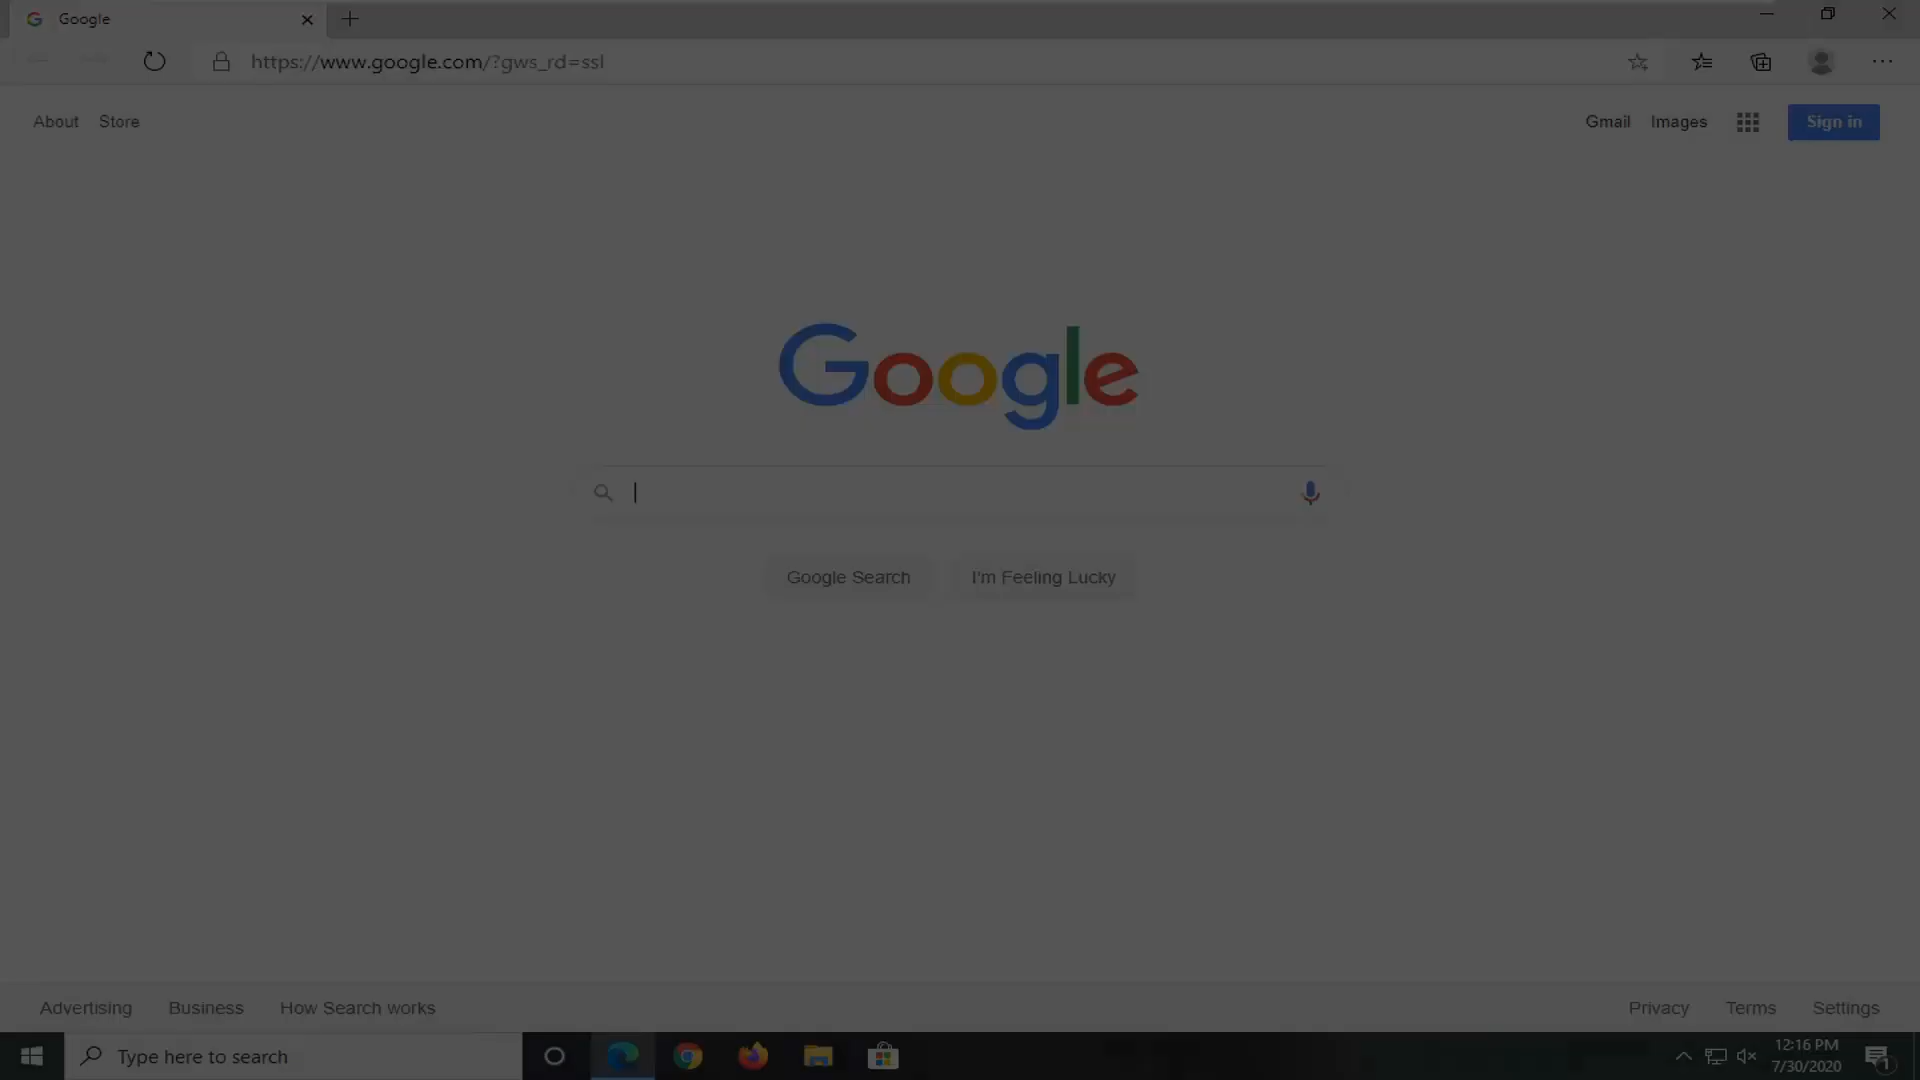 Google
https://www.google.com/?gws_rd=ssl
About Store
Gmail Images Sign in
Google
Google Search I'm Feeling Lucky
Advertising Business How Search works
Privacy Terms Settings
Type here to search
12:16 PM
7/30/2020
1